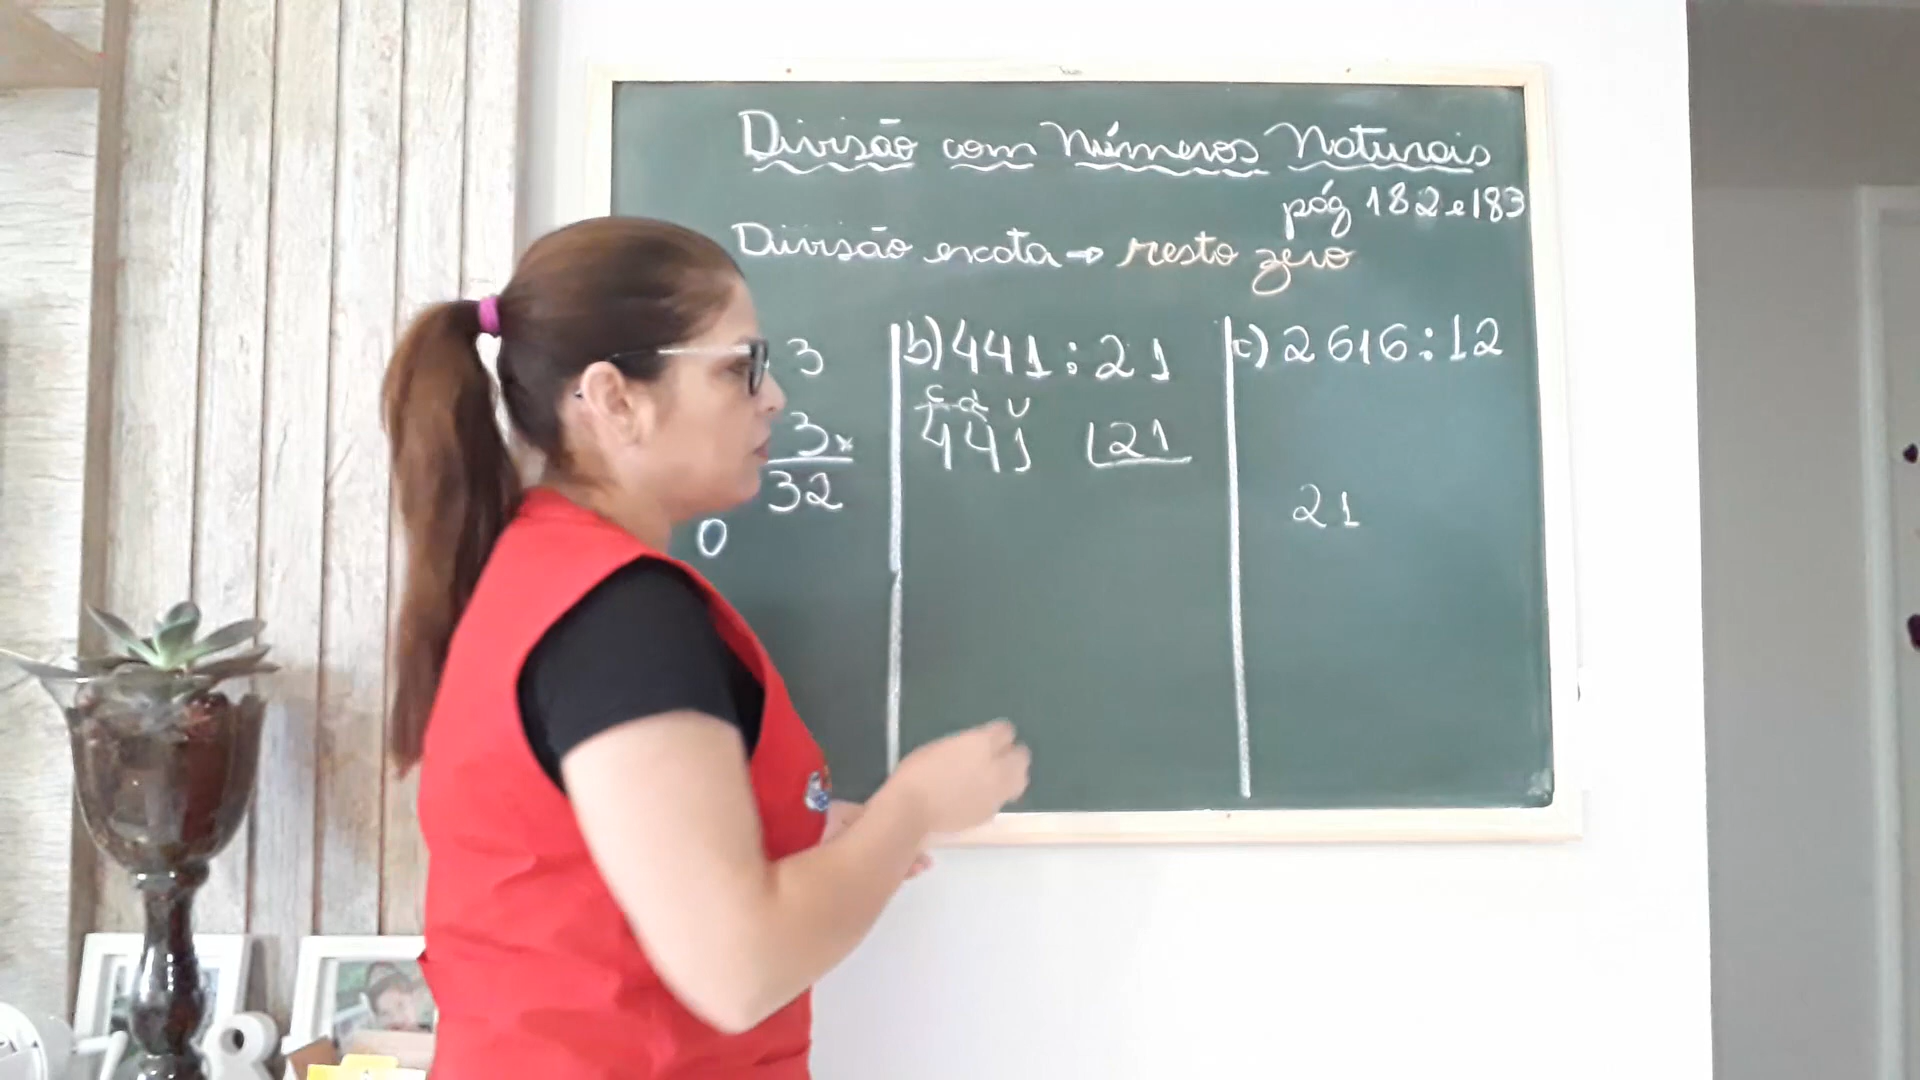 Divisão com Números Naturais
pág 182 e 183
Divisão exata → resto zero
3
3x
32
0
b) 441 : 21
c d u
441 21
c) 2616 : 12
21